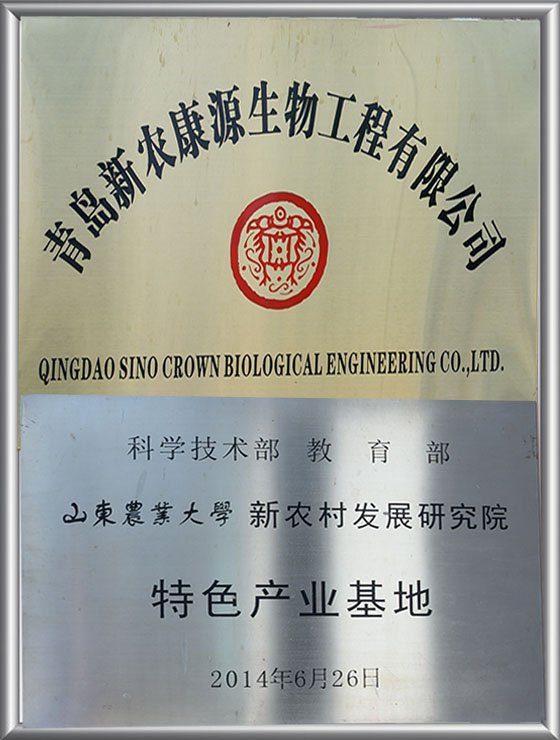 青岛新农康源生物工程有限公司
QINGDAO SINO CROWN BIOLOGICAL ENGINEERING CO.,LTD.
科学技术部 教育部
山東農業大學 新农村发展研究院
特色产业基地
2014年6月26日